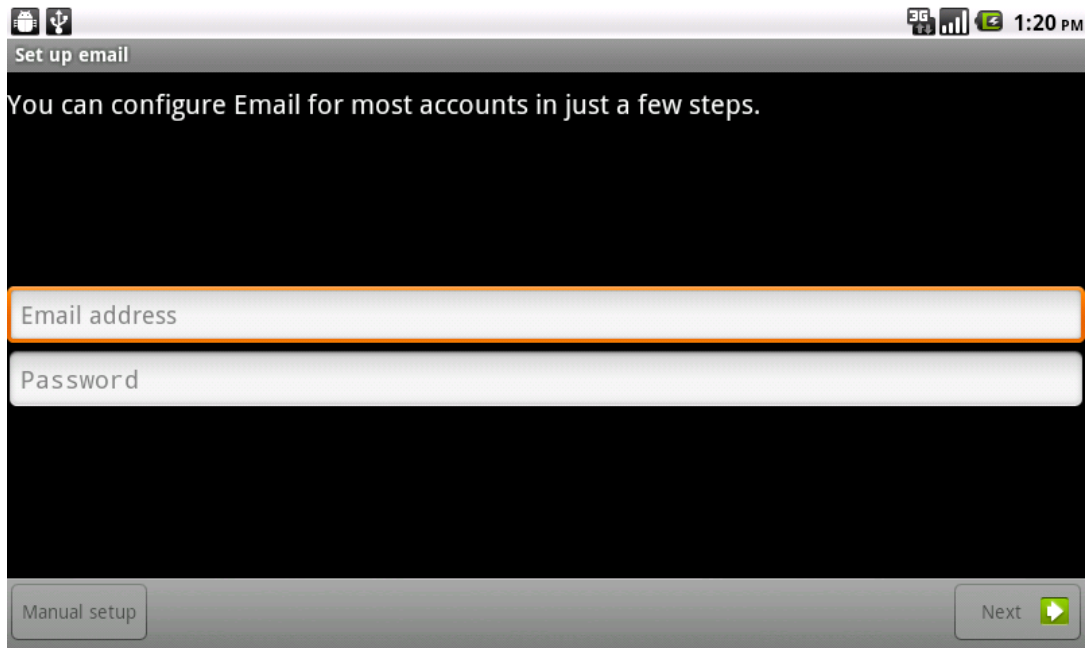 3G 1:20 PM
Set up email
You can configure Email for most accounts in just a few steps.
Email address
Password
Manual setup
Next